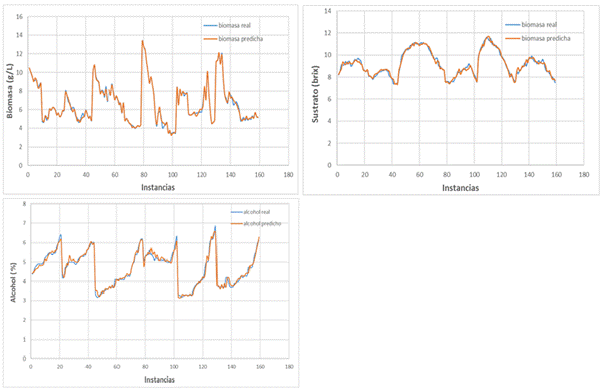 biomasa real
biomasa predicha
Biomasa (g/L)
16
14
12
10
8
6
4
2
0
0 20 40 60 80 100 120 140 160 180
Instancias
biomasa real
biomasa predicha
Sustrato (brix)
14
12
10
8
6
4
2
0
0 20 40 60 80 100 120 140 160 180
Instancias
alcohol real
alcohol predicho
Alcohol (%)
8
7
6
5
4
3
2
1
0
0 20 40 60 80 100 120 140 160 180
Instancias